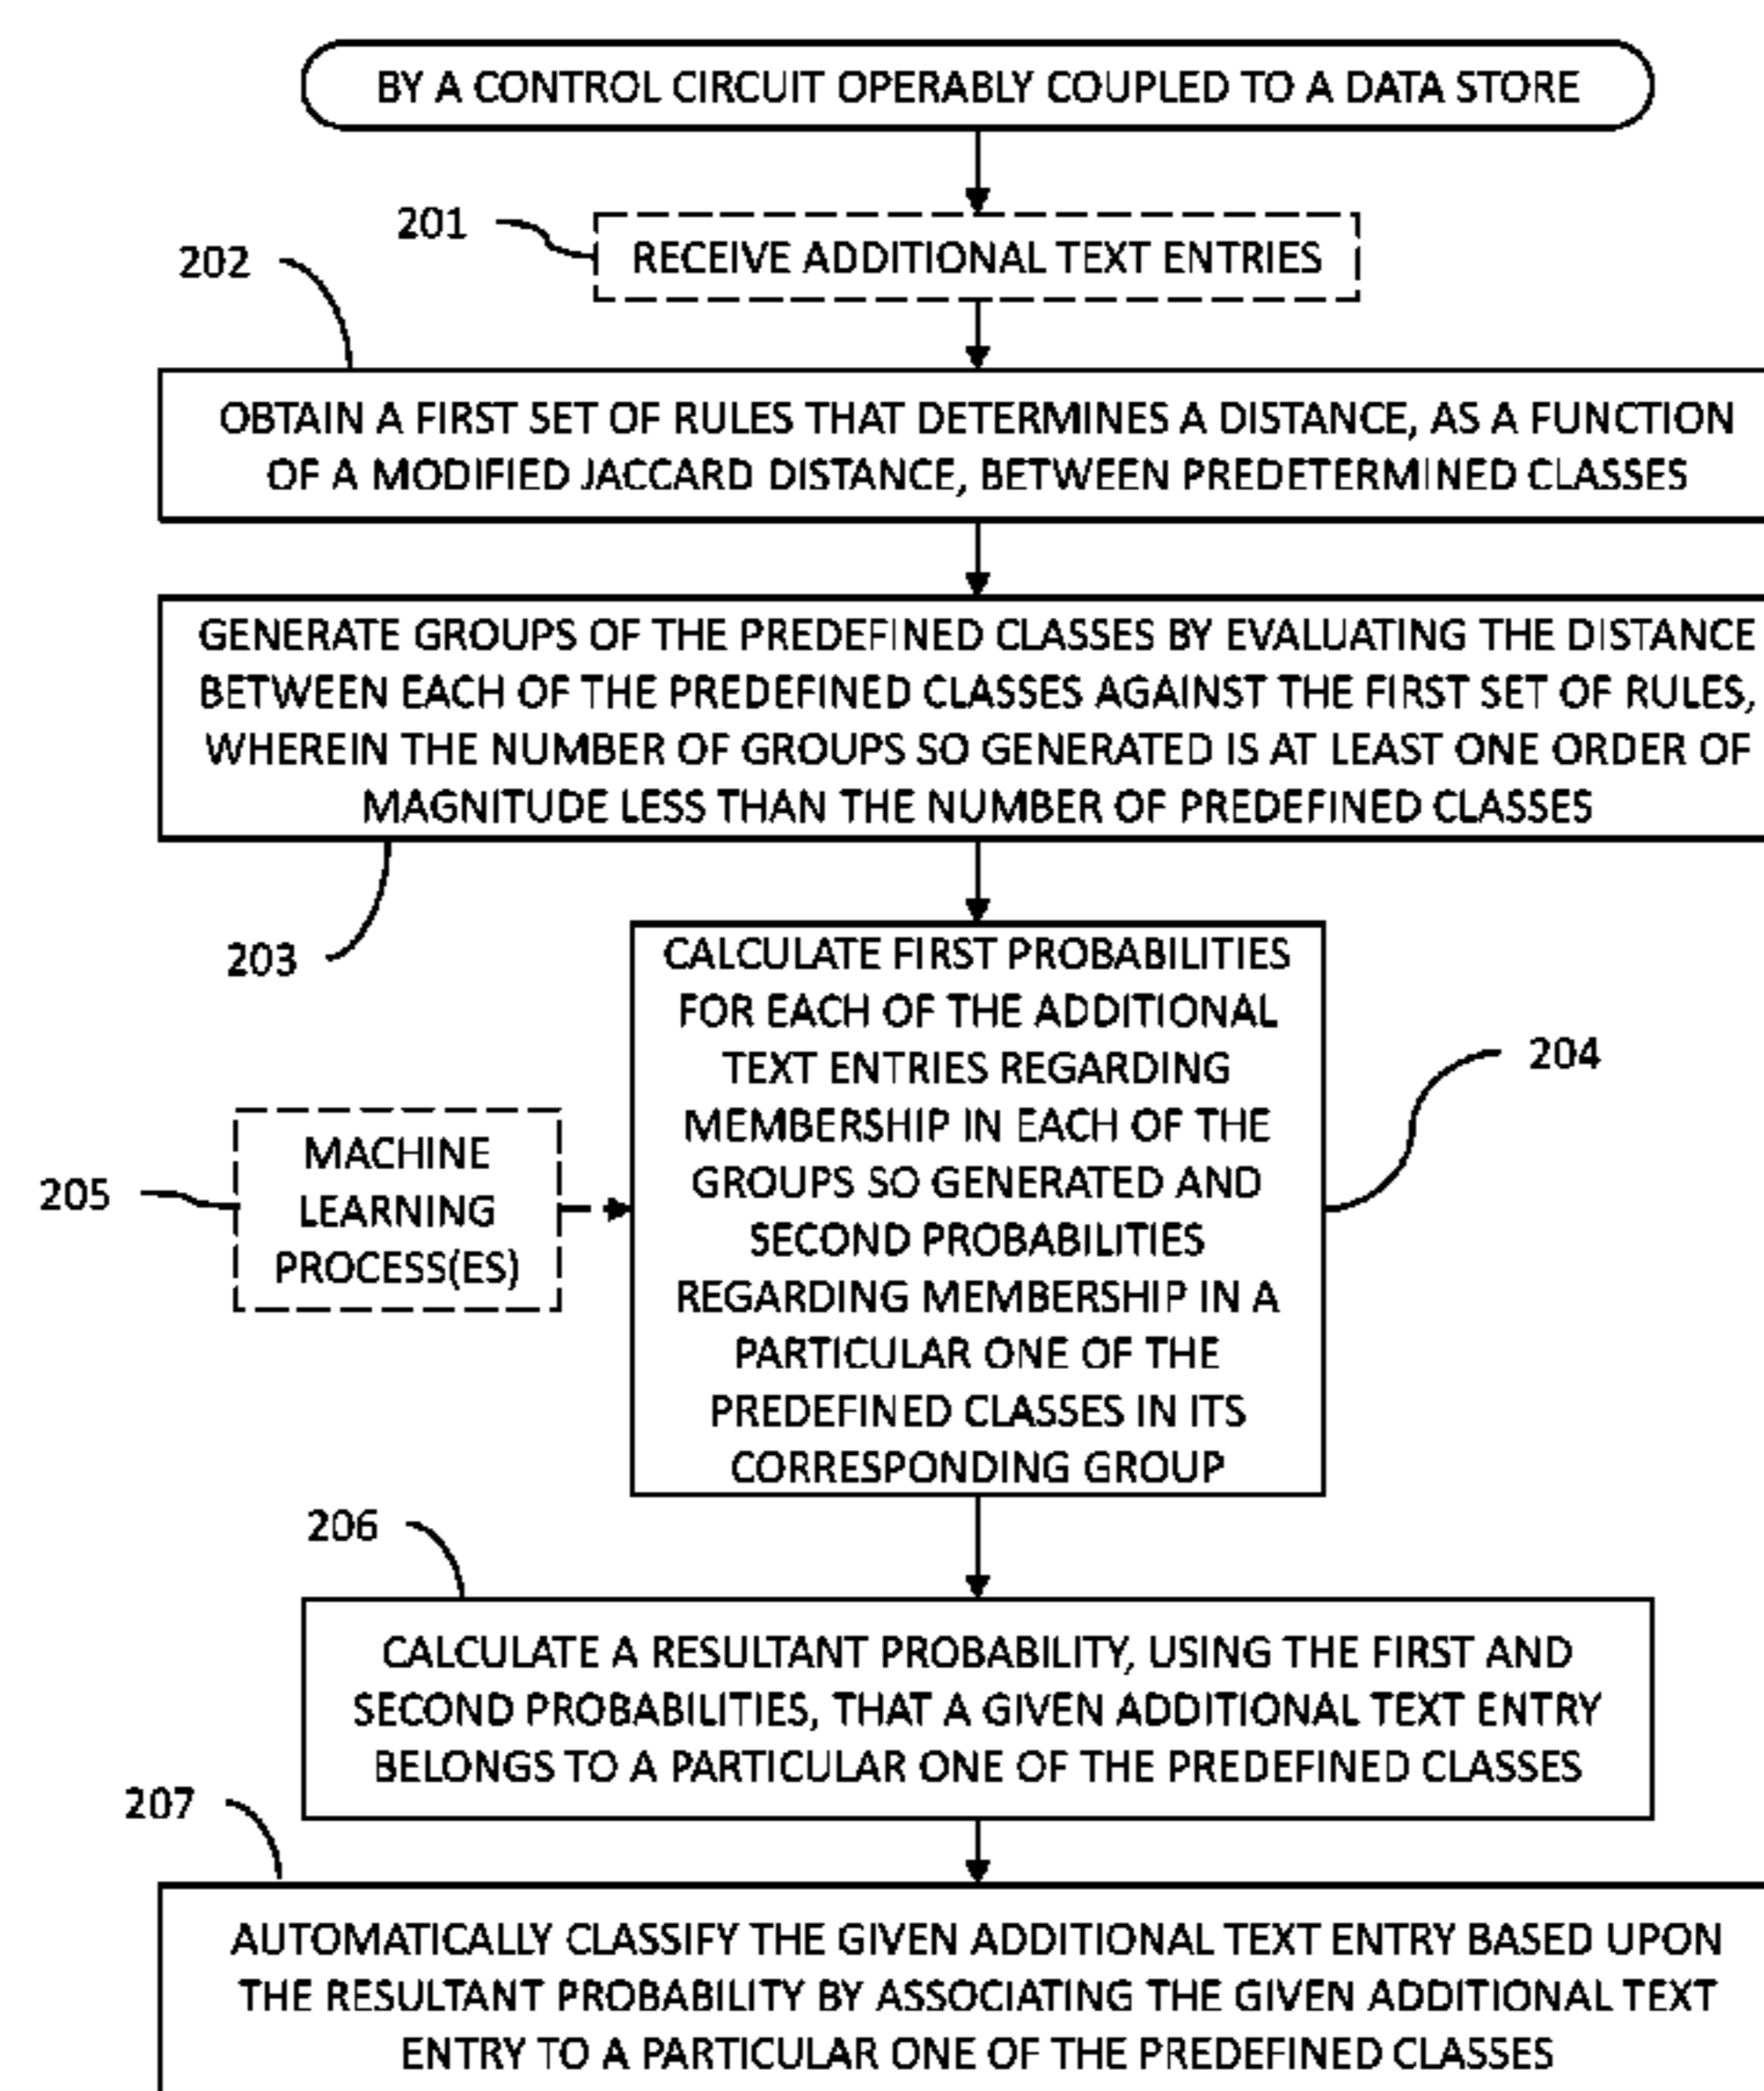 BY A CONTROL CIRCUIT OPERABLY COUPLED TO A DATA STORE
201
RECEIVE ADDITIONAL TEXT ENTRIES
202
OBTAIN A FIRST SET OF RULES THAT DETERMINES A DISTANCE, AS A FUNCTION
OF A MODIFIED JACCARD DISTANCE, BETWEEN PREDETERMINED CLASSES
GENERATE GROUPS OF THE PREDEFINED CLASSES BY EVALUATING THE DISTANCE
BETWEEN EACH OF THE PREDEFINED CLASSES AGAINST THE FIRST SET OF RULES,
WHEREIN THE NUMBER OF GROUPS SO GENERATED IS AT LEAST ONE ORDER OF
MAGNITUDE LESS THAN THE NUMBER OF PREDEFINED CLASSES
203
CALCULATE FIRST PROBABILITIES
FOR EACH OF THE ADDITIONAL
TEXT ENTRIES REGARDING
MEMBERSHIP IN EACH OF THE
GROUPS SO GENERATED AND
SECOND PROBABILITIES
REGARDING MEMBERSHIP IN A
PARTICULAR ONE OF THE
PREDEFINED CLASSES IN ITS
CORRESPONDING GROUP
204
205
MACHINE
LEARNING
PROCESS(ES)
206
CALCULATE A RESULTANT PROBABILITY, USING THE FIRST AND
SECOND PROBABILITIES, THAT A GIVEN ADDITIONAL TEXT ENTRY
BELONGS TO A PARTICULAR ONE OF THE PREDEFINED CLASSES
207
AUTOMATICALLY CLASSIFY THE GIVEN ADDITIONAL TEXT ENTRY BASED UPON
THE RESULTANT PROBABILITY BY ASSOCIATING THE GIVEN ADDITIONAL TEXT
ENTRY TO A PARTICULAR ONE OF THE PREDEFINED CLASSES